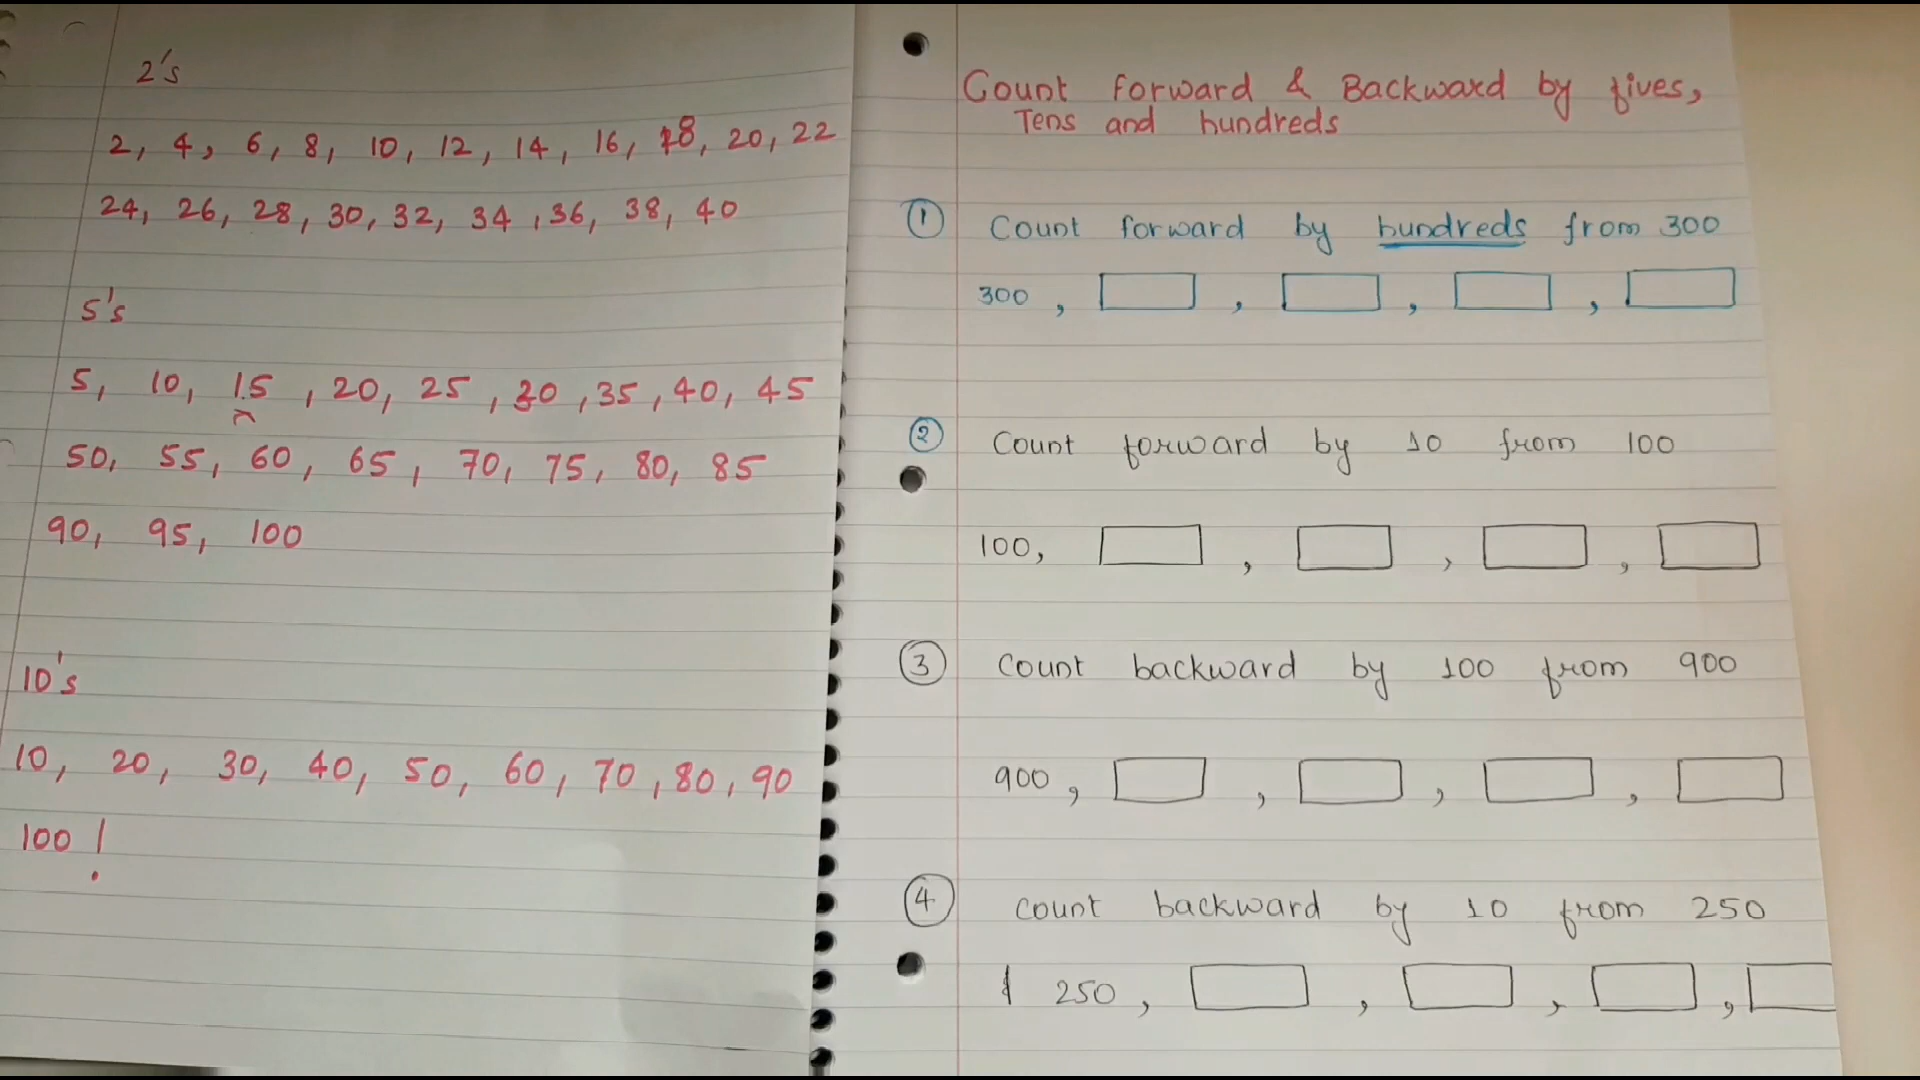 2's
2, 4, 6, 8, 10, 12, 14, 16, 18, 20, 22
24, 26, 28, 30, 32, 34, 36, 38, 40
5's
5, 10, 15, 20, 25, 30, 35, 40, 45
50, 55, 60, 65, 70, 75, 80, 85
90, 95, 100
10's
10, 20, 30, 40, 50, 60, 70, 80, 90
100 !
Count forward & Backward by fives,
Tens and hundreds
① Count forward by hundreds from 300
300 , , , ,
② Count forward by 10 from 100
100, , , ,
③ Count backward by 100 from 900
900 , , , ,
④ Count backward by 10 from 250
250 , , , ,